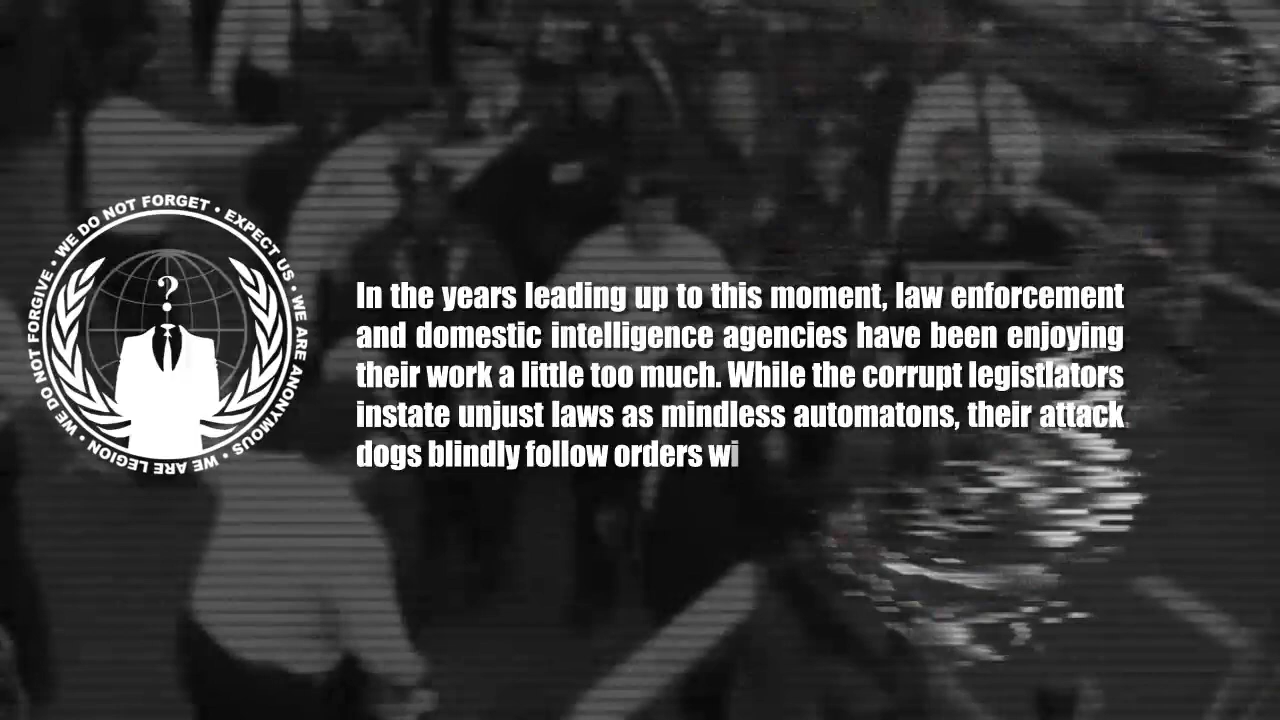 WE ARE ANONYMOUS • WE ARE LEGION • WE DO NOT FORGIVE • WE DO NOT FORGET • EXPECT US •
?
In the years leading up to this moment, law enforcement
and domestic intelligence agencies have been enjoying
their work a little too much. While the corrupt legistlators
instate unjust laws as mindless automatons, their attack
dogs blindly follow orders wi